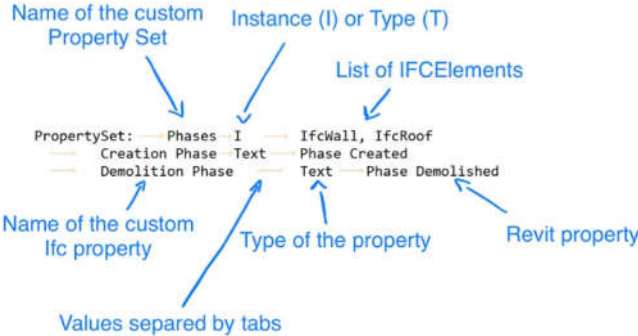 Name of the custom
Property Set
Instance (I) or Type (T)
List of IFCElements
PropertySet: Phases I IfcWall, IfcRoof
Creation Phase Text Phase Created
Demolition Phase Text Phase Demolished
Name of the custom
Ifc property
Type of the property
Revit property
Values separed by tabs